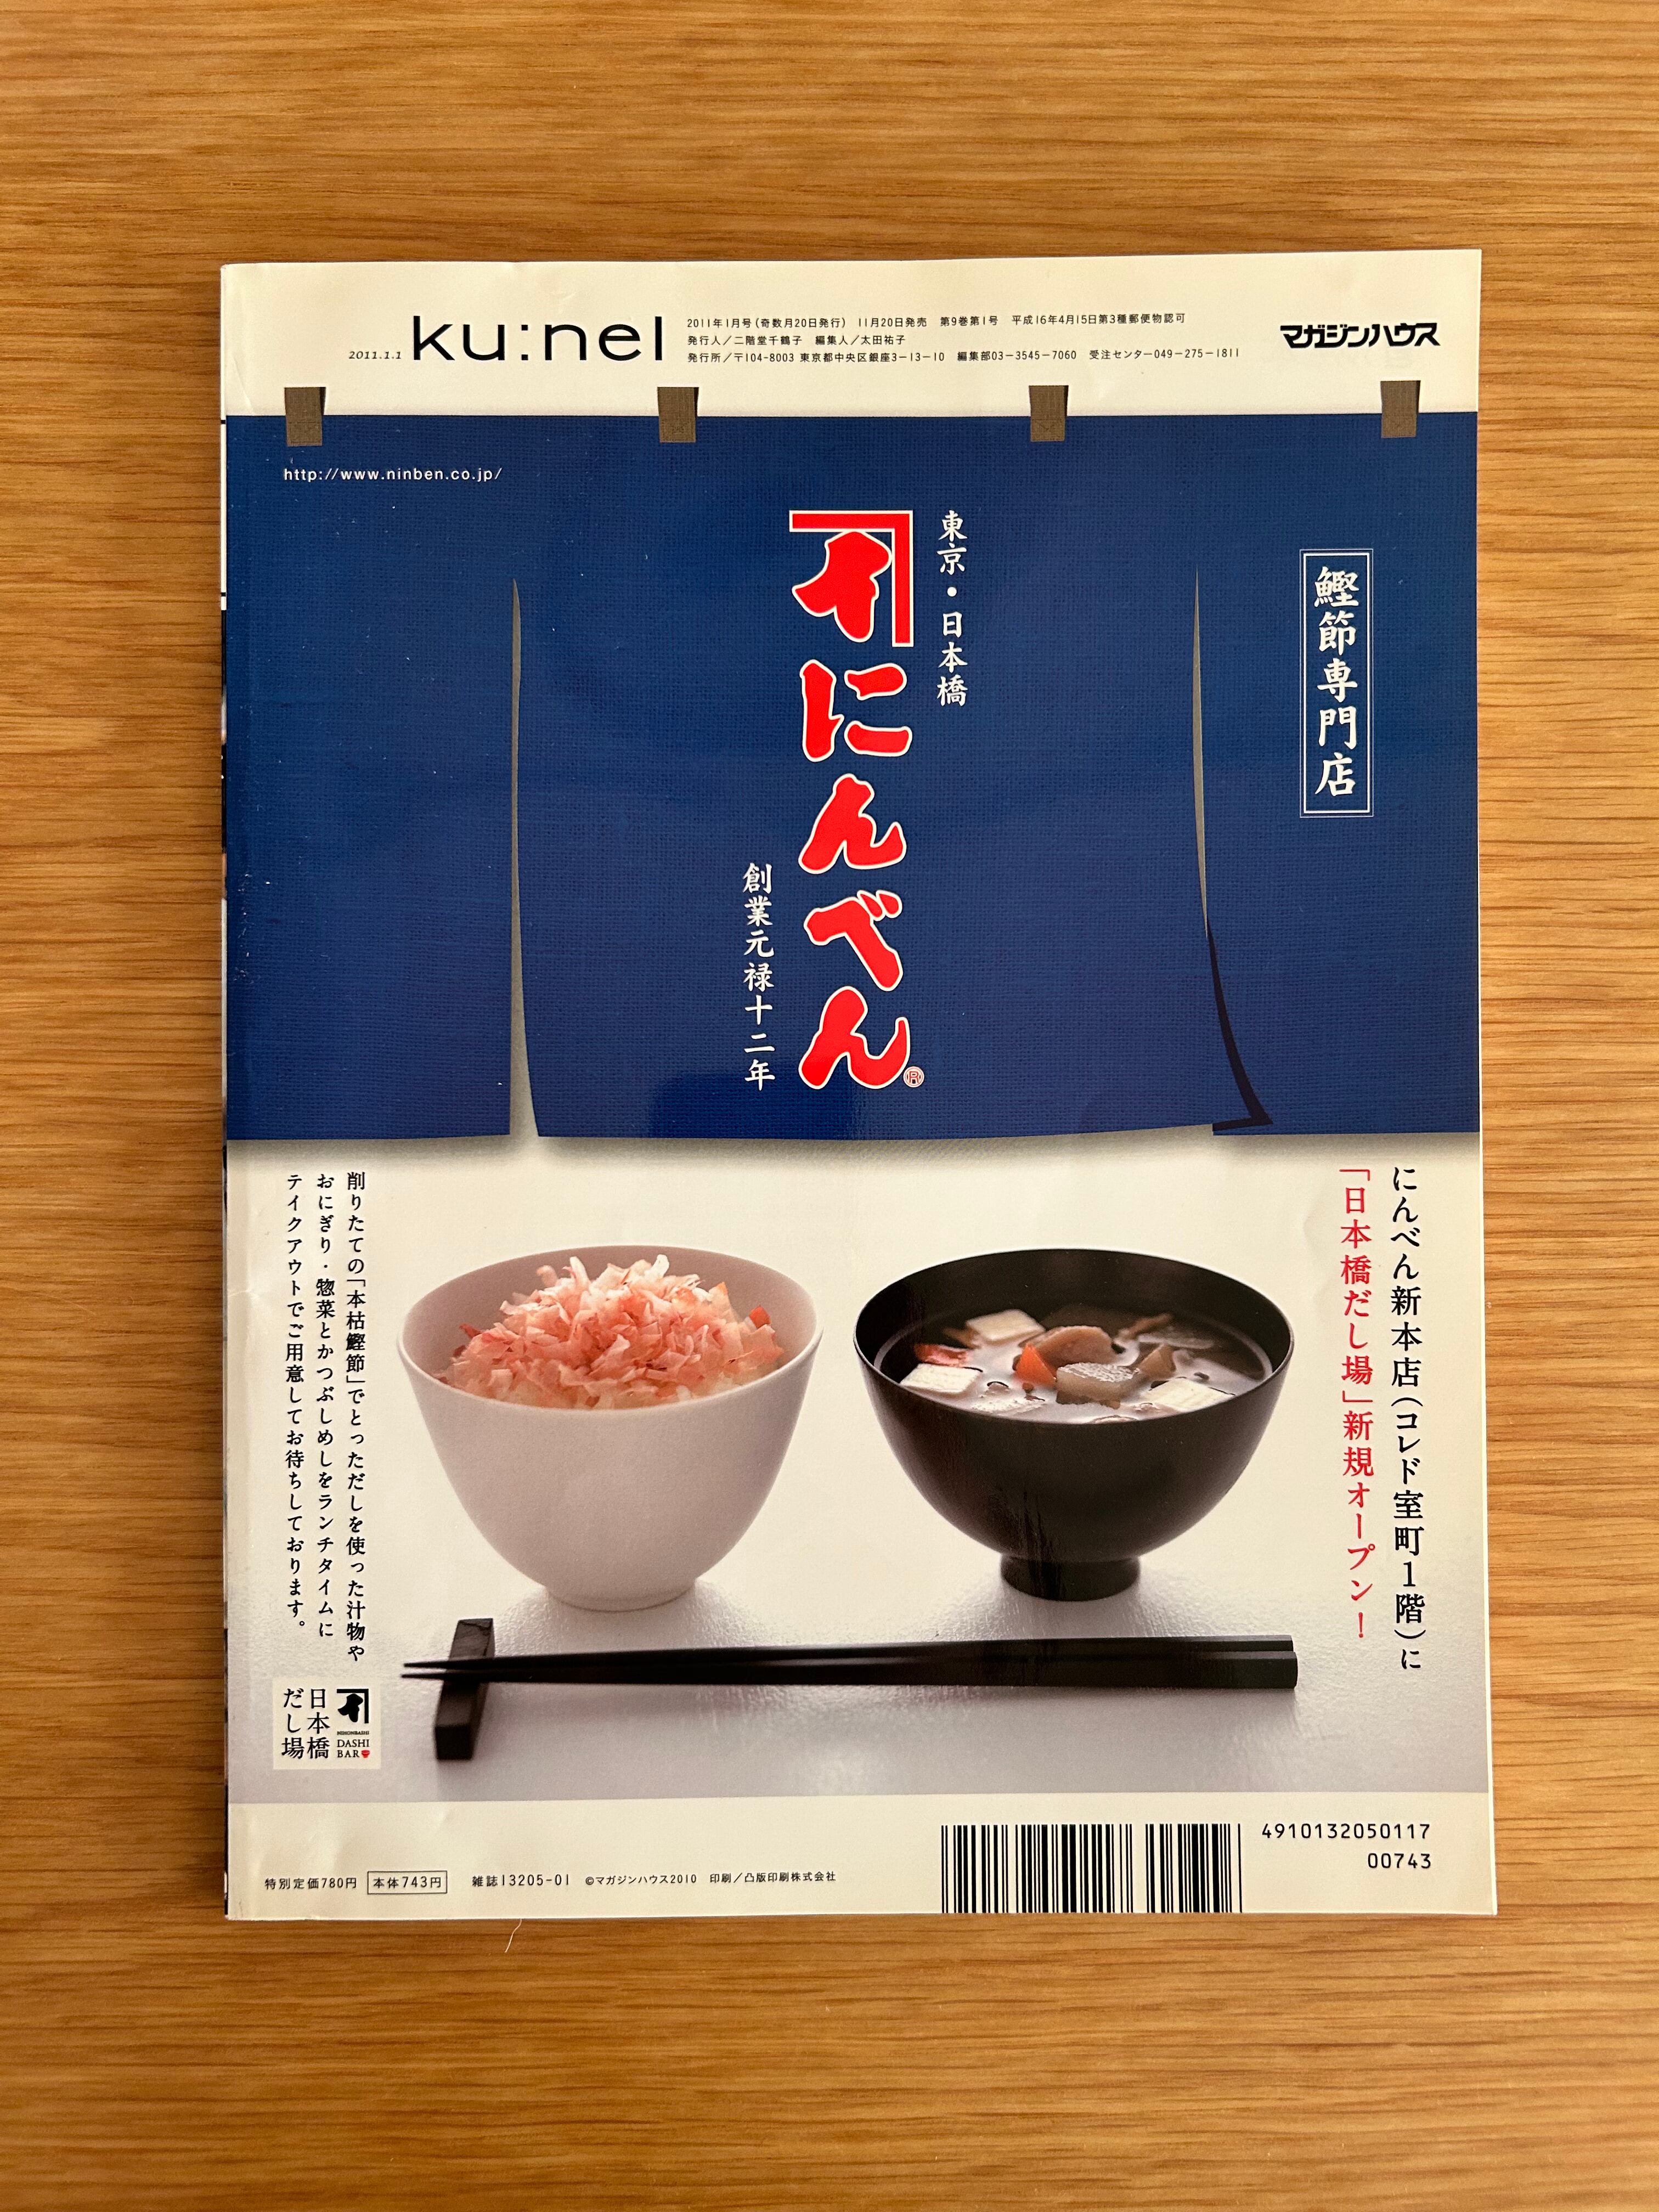 2011.1.1
ku:nel
2011年1月号(奇数月20日発行) 11月20日発売 第9巻第1号 平成16年4月15日第3種郵便物認可
発行人／二階堂千鶴子 編集人／太田祐子
発行所／〒104-8003 東京都中央区銀座3-13-10 編集部03-3545-7060 受注センター049-275-1811
マガジンハウス
http://www.ninben.co.jp/
鰹節専門店
東京・日本橋
にんべん®
創業元禄十二年
にんべん新本店(コレド室町1階)に
「日本橋だし場」新規オープン！
削りたての「本枯鰹節」でとっただしを使った汁物や
おにぎり・惣菜とかつぶしめしをランチタイムに
テイクアウトでご用意してお待ちしております。
NIHONBASHI
DASHI
BAR
日本橋
だし場
特別定価780円 本体743円 雑誌13205-01 ©マガジンハウス2010 印刷／凸版印刷株式会社
4910132050117
00743